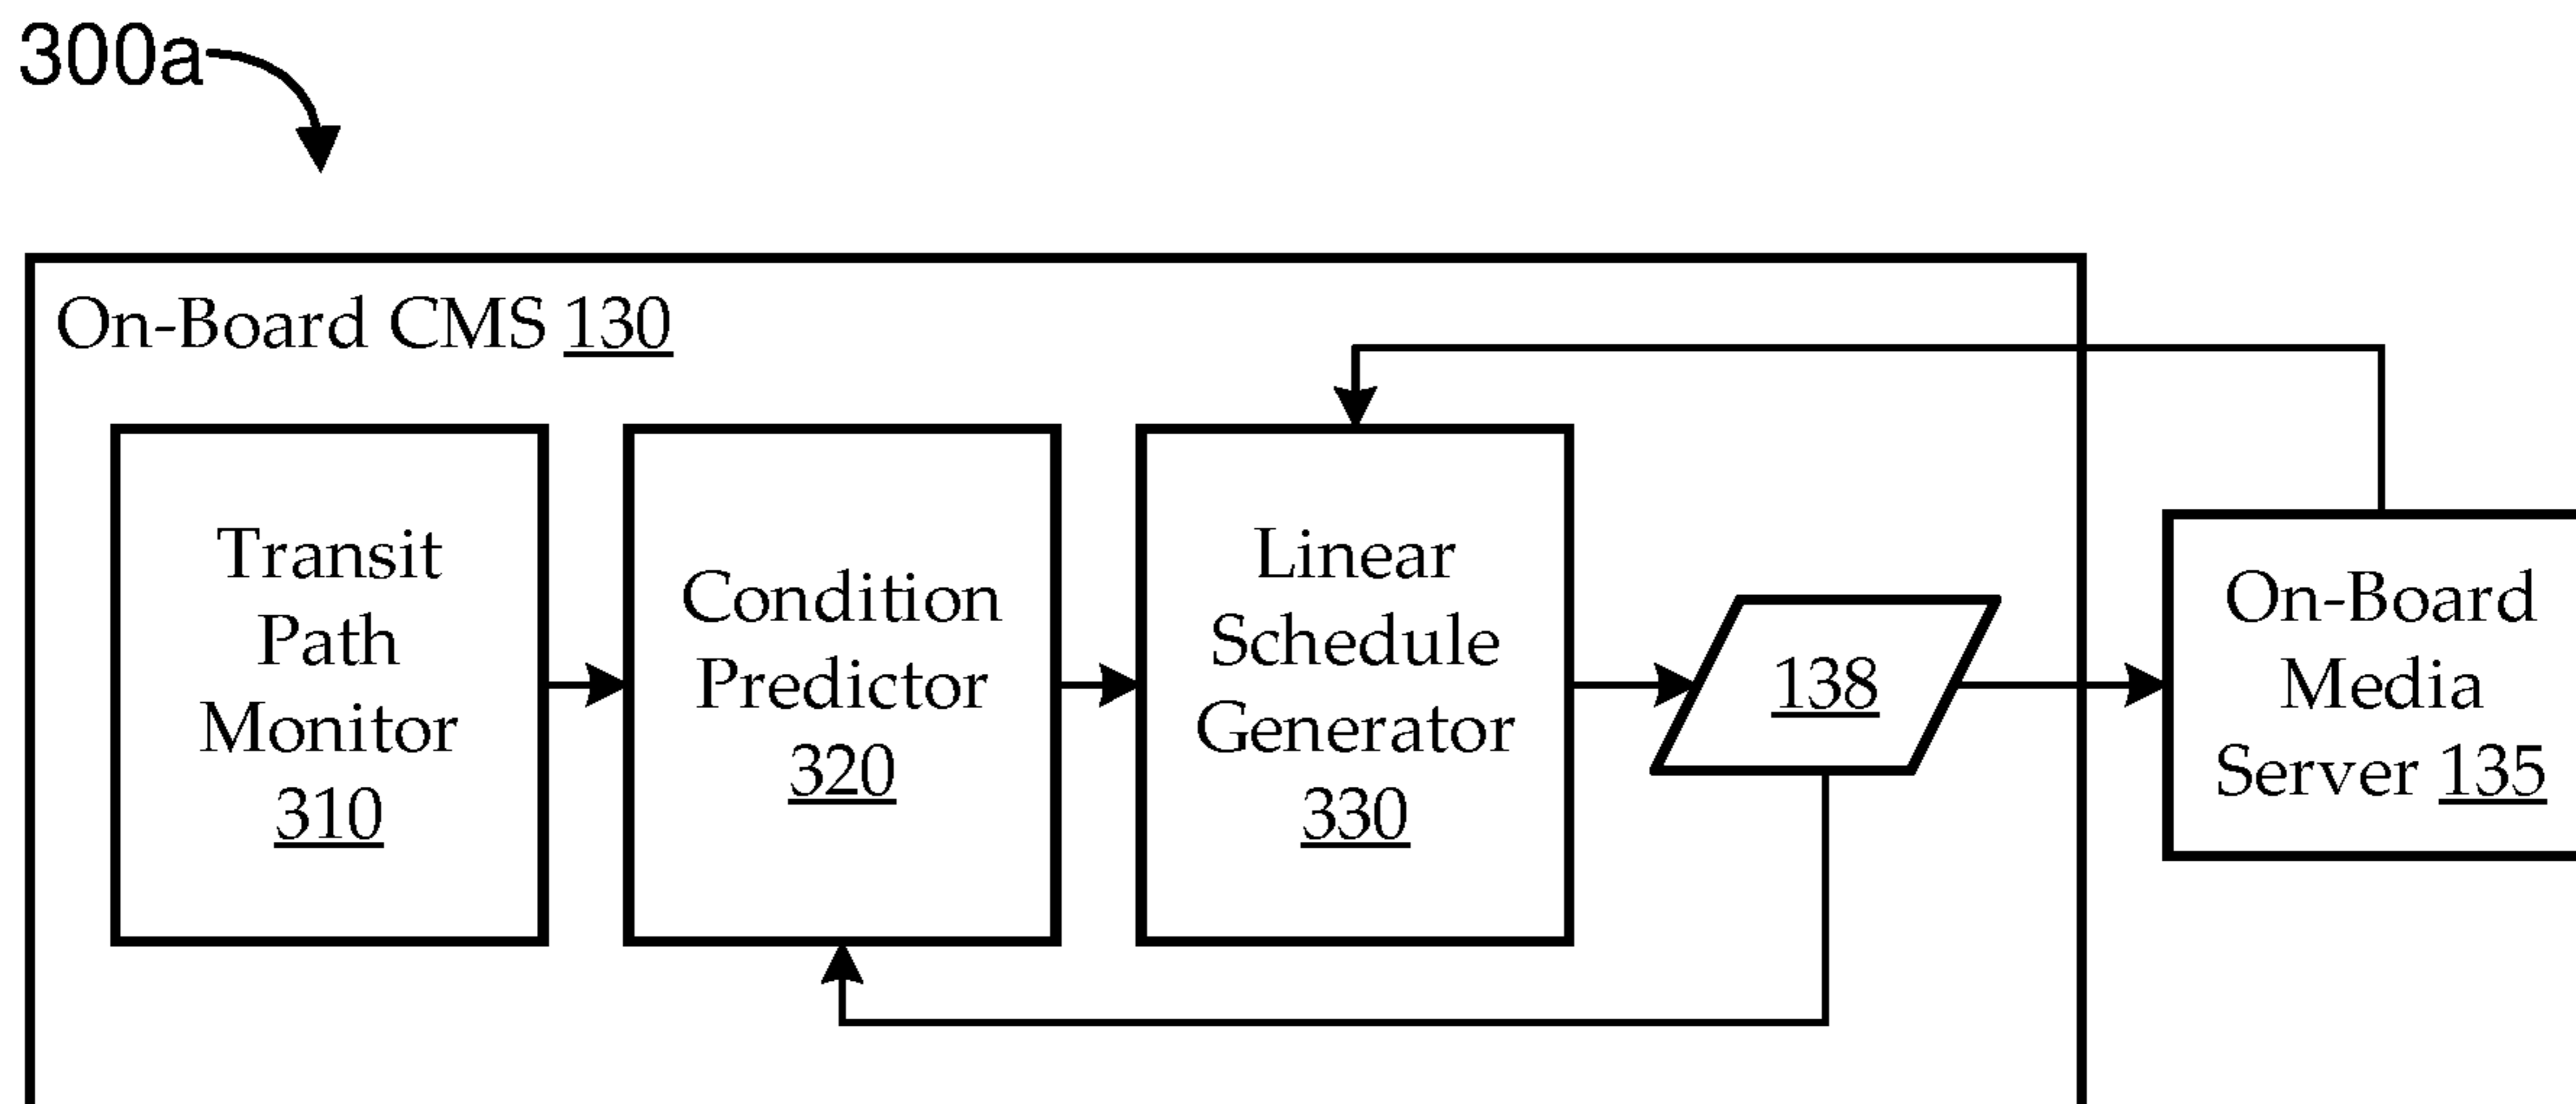 300a
On-Board CMS 130
Transit
Path
Monitor
310
Condition
Predictor
320
Linear
Schedule
Generator
330
138
On-Board
Media
Server 135